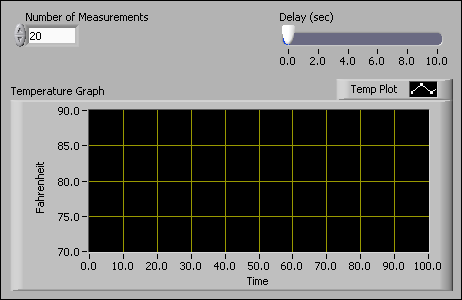 Number of Measurements
20
Delay (sec)
0.0 2.0 4.0 6.0 8.0 10.0
Temperature Graph
Temp Plot
90.0
85.0
80.0
75.0
70.0
Fahrenheit
0.0 10.0 20.0 30.0 40.0 50.0 60.0 70.0 80.0 90.0 100.0
Time